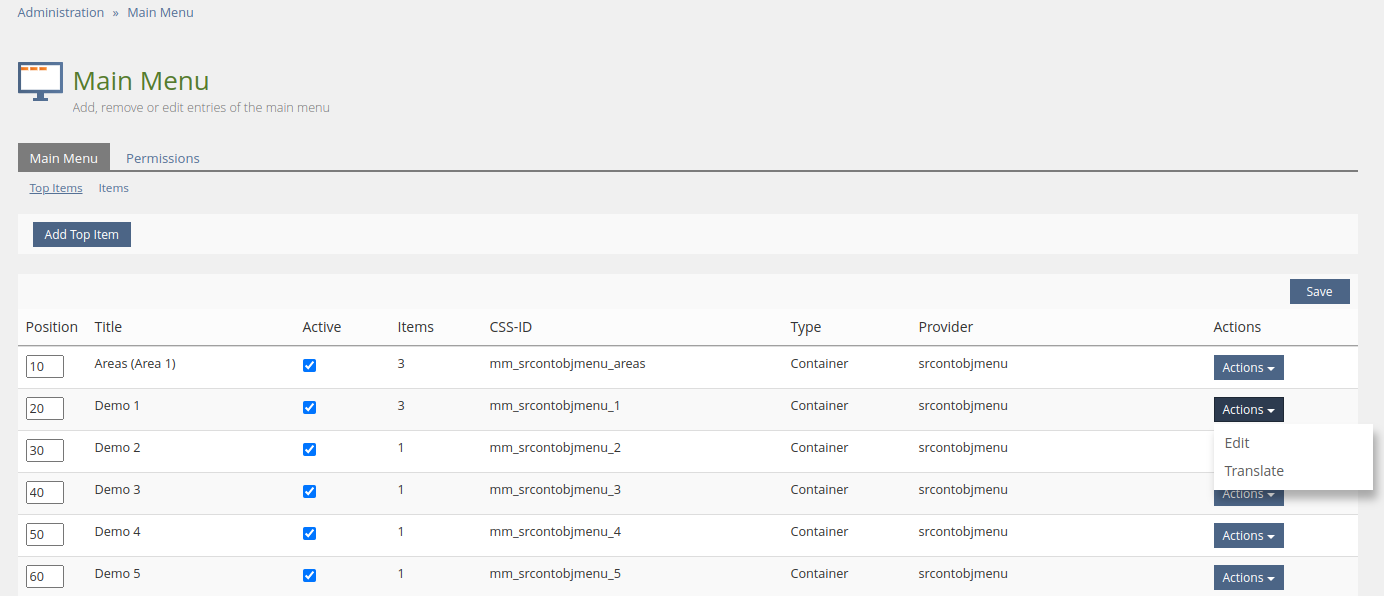 Administration » Main Menu
Main Menu
Add, remove or edit entries of the main menu
Main Menu Permissions
Top Items Items
Add Top Item
Save
Position Title Active Items CSS-ID Type Provider Actions
10 Areas (Area 1) 3 mm_srcontobjmenu_areas Container srcontobjmenu Actions
20 Demo 1 3 mm_srcontobjmenu_1 Container srcontobjmenu Actions
Edit
30 Demo 2 1 mm_srcontobjmenu_2 Container srcontobjmenu
Translate
40 Demo 3 1 mm_srcontobjmenu_3 Container srcontobjmenu Actions
50 Demo 4 1 mm_srcontobjmenu_4 Container srcontobjmenu Actions
60 Demo 5 1 mm_srcontobjmenu_5 Container srcontobjmenu Actions